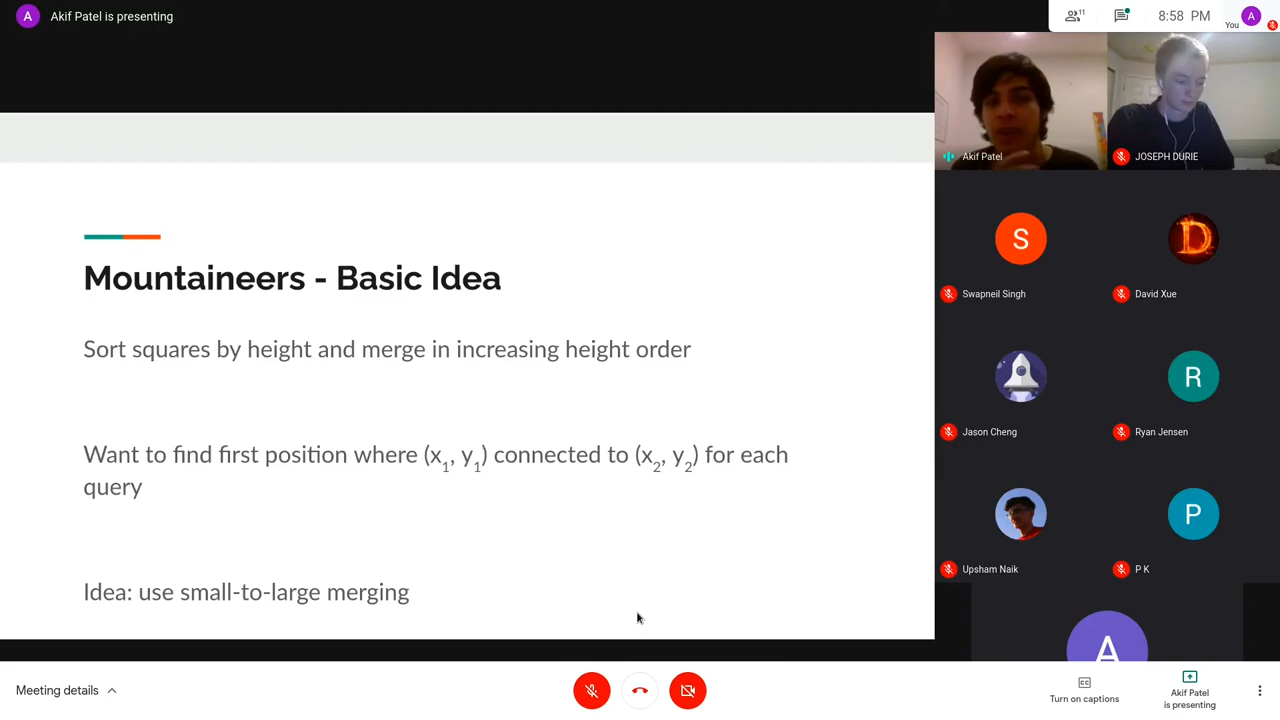 A
Akif Patel is presenting
11
8:58 PM
You
A
Mountaineers - Basic Idea
Sort squares by height and merge in increasing height order
Want to find first position where (x1, y1) connected to (x2, y2) for each
query
Idea: use small-to-large merging
Akif Patel
JOSEPH DURIE
S
D
Swapneil Singh
David Xue
R
Jason Cheng
Ryan Jensen
P
Upsham Naik
P K
A
Meeting details
CC
Turn on captions
Akif Patel
is presenting